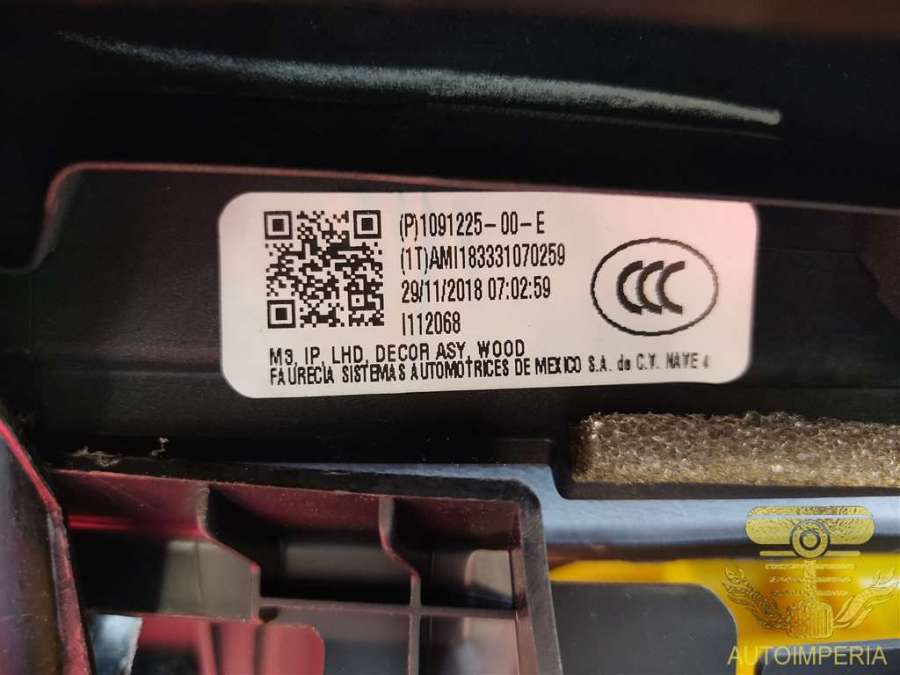 (P)1091225-00-E
(1T)AMI183331070259
29/11/2018 07:02:59
I112068
CCC
M3, IP, LHD, DECOR ASY, WOOD
FAURECIA SISTEMAS AUTOMOTRICES DE MEXICO S.A. de C.V. NAVE 4
AUTOIMPERIA